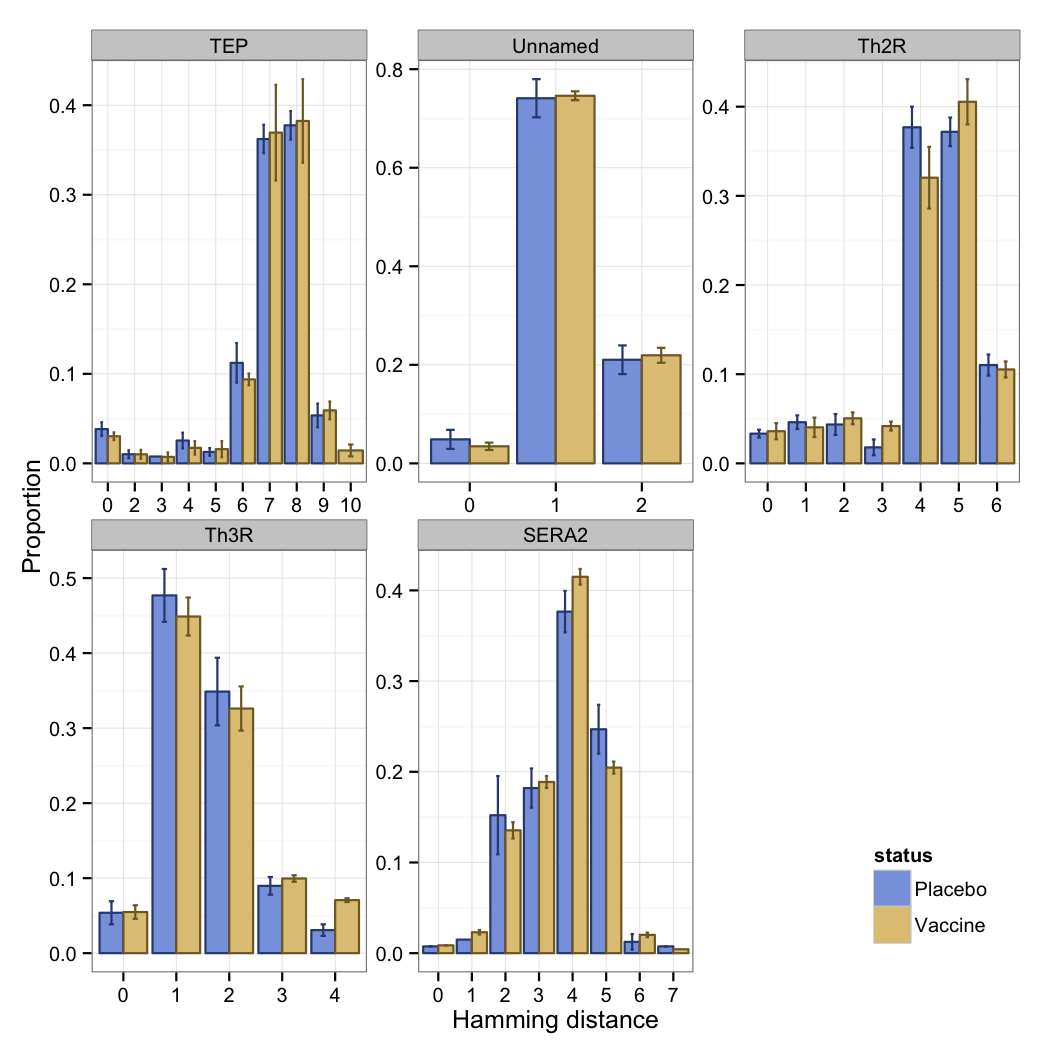 TEP Unnamed Th2R
0.4
0.3
0.2
0.1
0.0
0.8
0.6
0.4
0.2
0.0
0.4
0.3
0.2
0.1
0.0
0 2 3 4 5 6 7 8 9 10
0 1 2
0 1 2 3 4 5 6
Proportion
Th3R SERA2
0.5
0.4
0.3
0.2
0.1
0.0
0.4
0.3
0.2
0.1
0.0
0 1 2 3 4
0 1 2 3 4 5 6 7
Hamming distance
status
Placebo
Vaccine